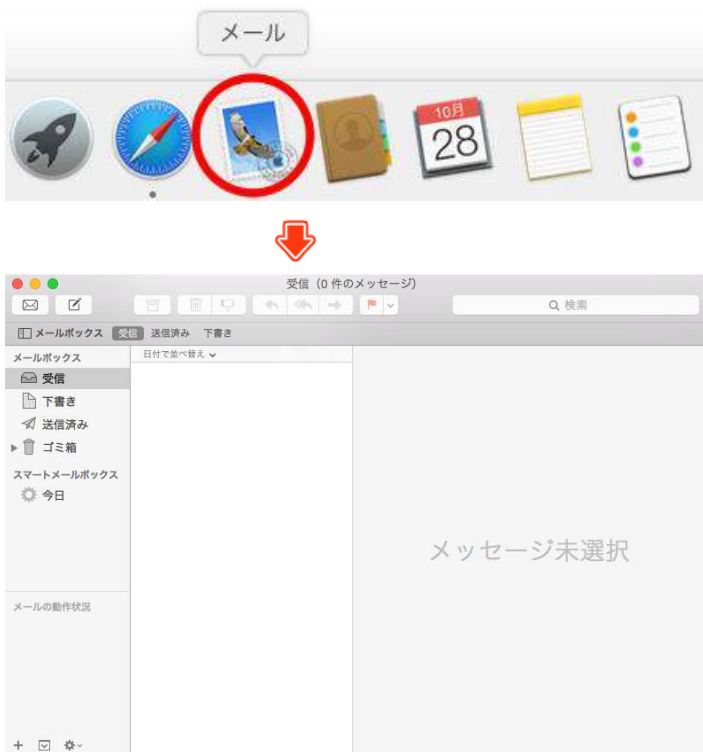 メール
10月
28
受信（0 件のメッセージ）
検索
メールボックス 受信 送信済み 下書き
メールボックス
日付で並べ替え
受信
下書き
送信済み
ゴミ箱
スマートメールボックス
今日
メッセージ未選択
メールの動作状況